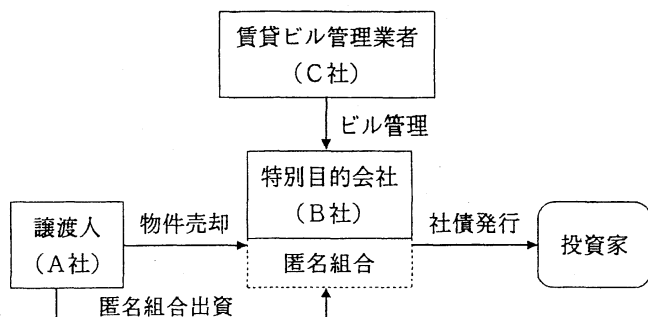 賃貸ビル管理業者
（C社）
ビル管理
特別目的会社
（B社）
譲渡人
（A社）
物件売却
社債発行
投資家
匿名組合
匿名組合出資